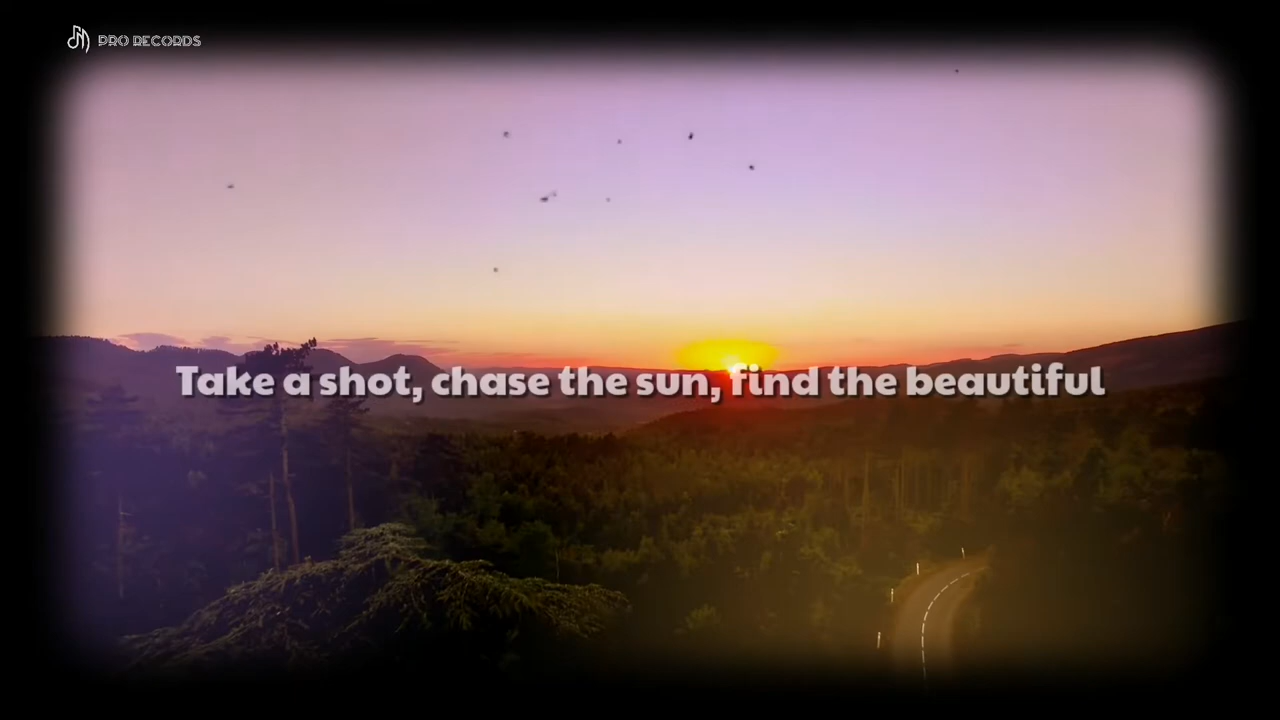 PRO RECORDS
Take a shot, chase the sun, find the beautiful